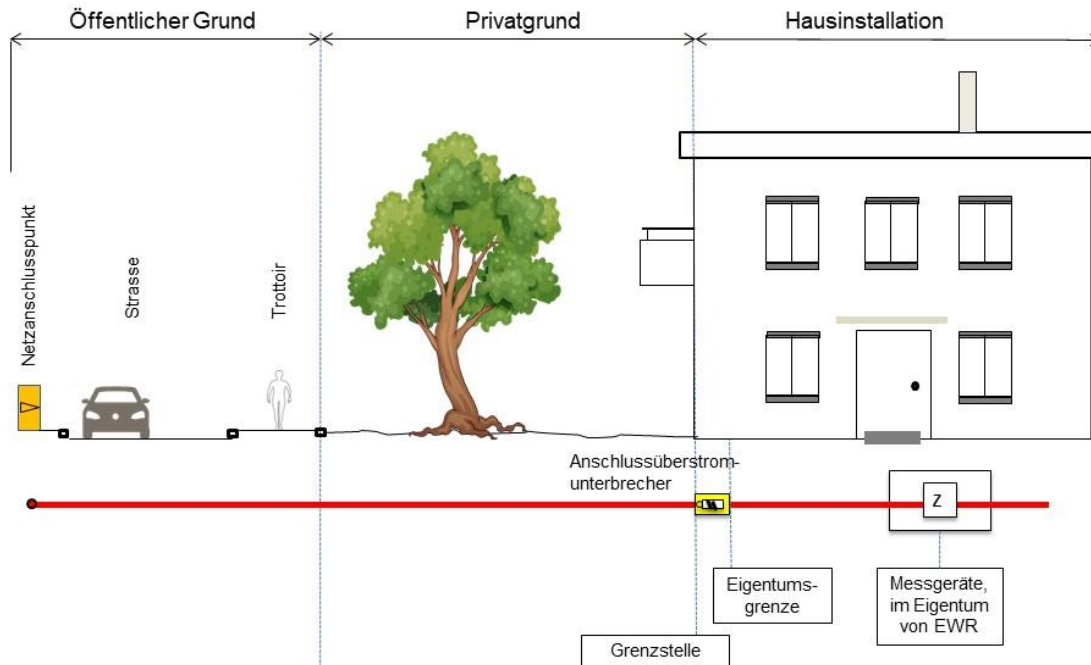 Öffentlicher Grund
Privatgrund
Hausinstallation
Netzanschlusspunkt
Strasse
Trottoir
Anschlussüberstrom-
unterbrecher
Z
Eigentums-
grenze
Messgeräte,
im Eigentum
von EWR
Grenzstelle